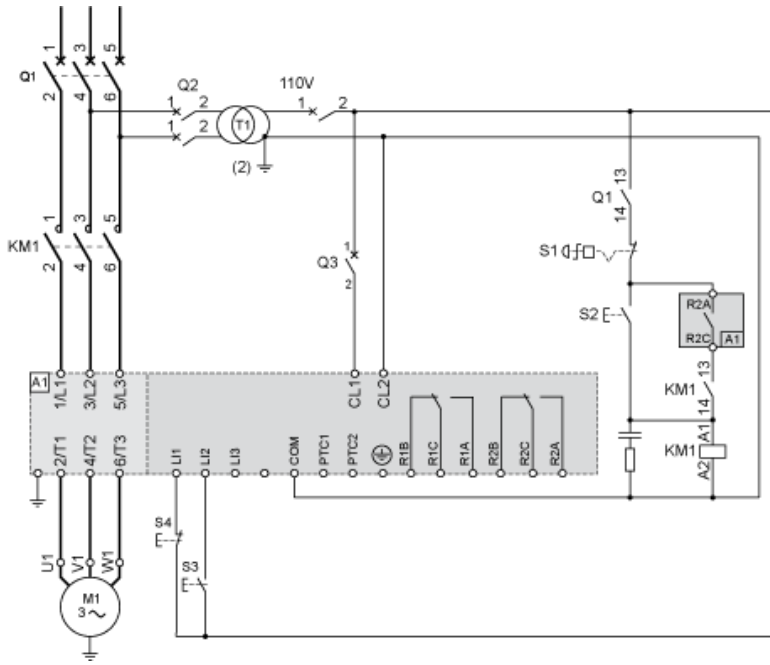 1 3 5
Q1
2 4 6
Q2 110V
1 2 T1 1 2
1 2
(2)
1 3 5
KM1
2 4 6
1
Q3
2
13
Q1
14
S1
S2
R2A
R2C A1
13
KM1
14
A1
KM1
A2
A1
1/L1 3/L2 5/L3 CL1 CL2
2/T1 4/T2 6/T3 LI1 LI2 LI3 COM PTC1 PTC2 R1B R1C R1A R2B R2C R2A
S4
S3
U1 V1 W1
M1
3 ~